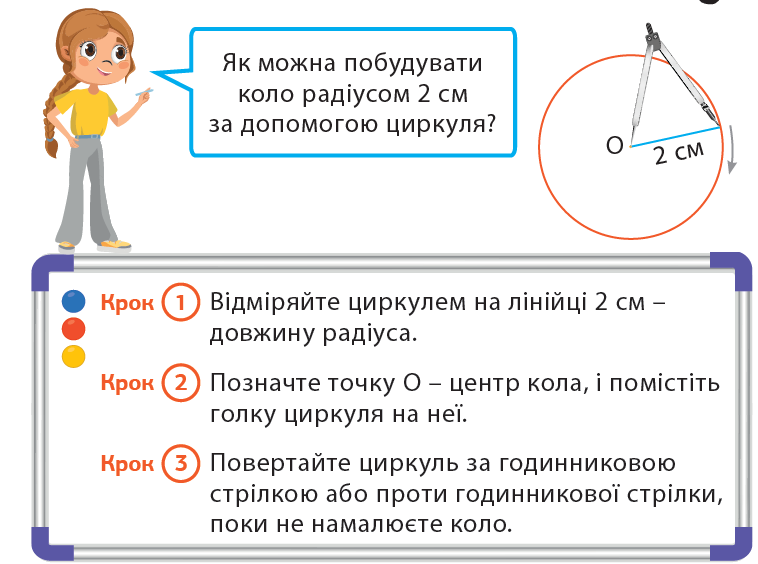 Як можна побудувати
коло радіусом 2 см
за допомогою циркуля?
О
2 см
Крок 1 Відміряйте циркулем на лінійці 2 см –
довжину радіуса.
Крок 2 Позначте точку О – центр кола, і помістіть
голку циркуля на неї.
Крок 3 Повертайте циркуль за годинниковою
стрілкою або проти годинникової стрілки,
поки не намалюєте коло.